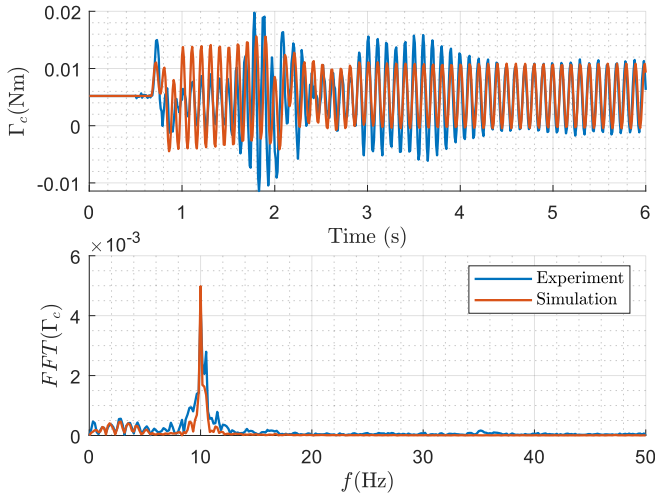 0.02
0.01
0
-0.01
Γc(Nm)
0 1 2 3 4 5 6
Time (s)
×10-3
6
4
2
0
FFT(Γc)
Experiment
Simulation
0 10 20 30 40 50
f(Hz)